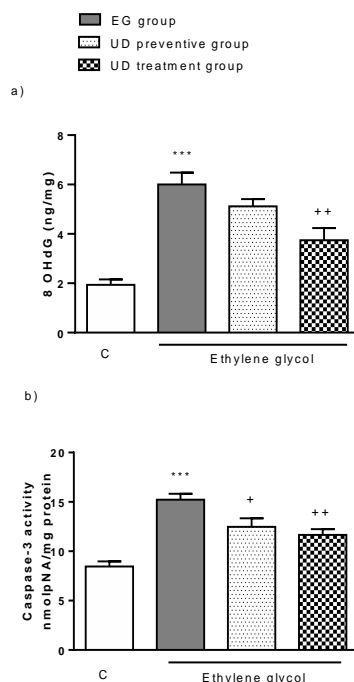 EG group
UD preventive group
UD treatment group
a)
8 OHdG (ng/mg)
8
6
4
2
0
***
++
C
Ethylene glycol
b)
Caspase-3 activity
nmolpNA/mg protein
20
15
10
5
0
***
+
++
C
Ethylene glycol